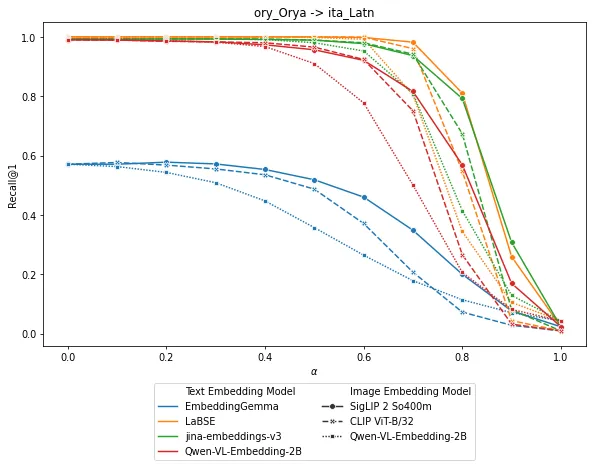 ory_Orya -> ita_Latn
1.0
0.8
0.6
0.4
0.2
0.0
Recall@1
0.0 0.2 0.4 0.6 0.8 1.0
α
Text Embedding Model Image Embedding Model
EmbeddingGemma SigLIP 2 So400m
LaBSE CLIP ViT-B/32
jina-embeddings-v3 Qwen-VL-Embedding-2B
Qwen-VL-Embedding-2B